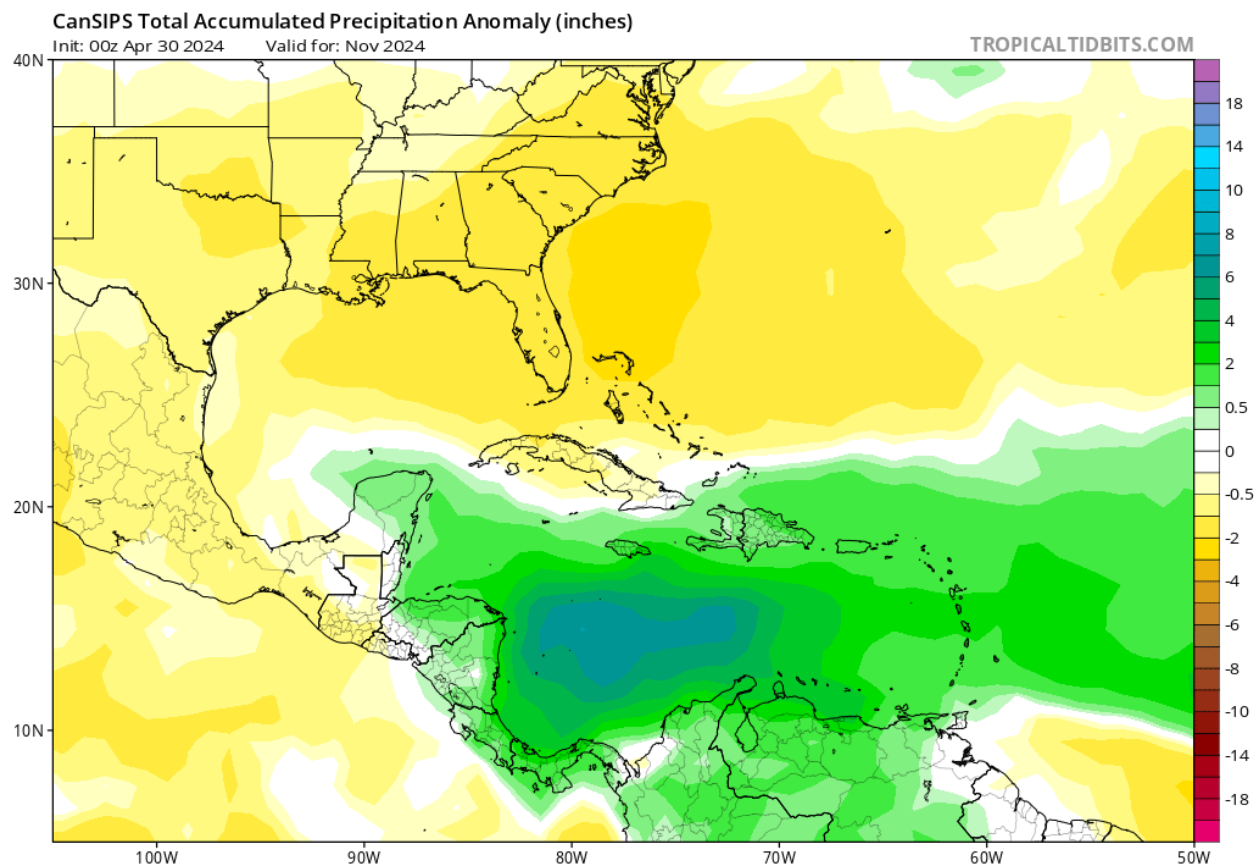 CanSIPS Total Accumulated Precipitation Anomaly (inches)
Init: 00z Apr 30 2024 Valid for: Nov 2024 TROPICALTIDBITS.COM
40N
30N
20N
10N
100W 90W 80W 70W 60W 50W
18
14
10
8
6
4
2
0.5
0
-0.5
-2
-4
-6
-8
-10
-14
-18